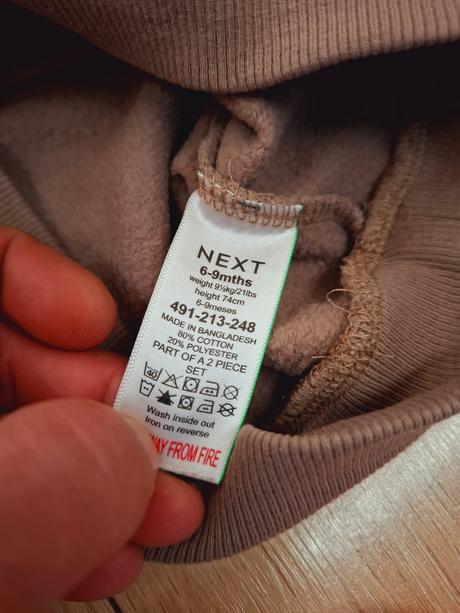 NEXT
6-9mths
weight 9½kg/21lbs
height 74cm
6-9meses
491-213-248
MADE IN BANGLADESH
80% COTTON
20% POLYESTER
PART OF A 2 PIECE
SET
40
Wash inside out
Iron on reverse
AWAY FROM FIRE